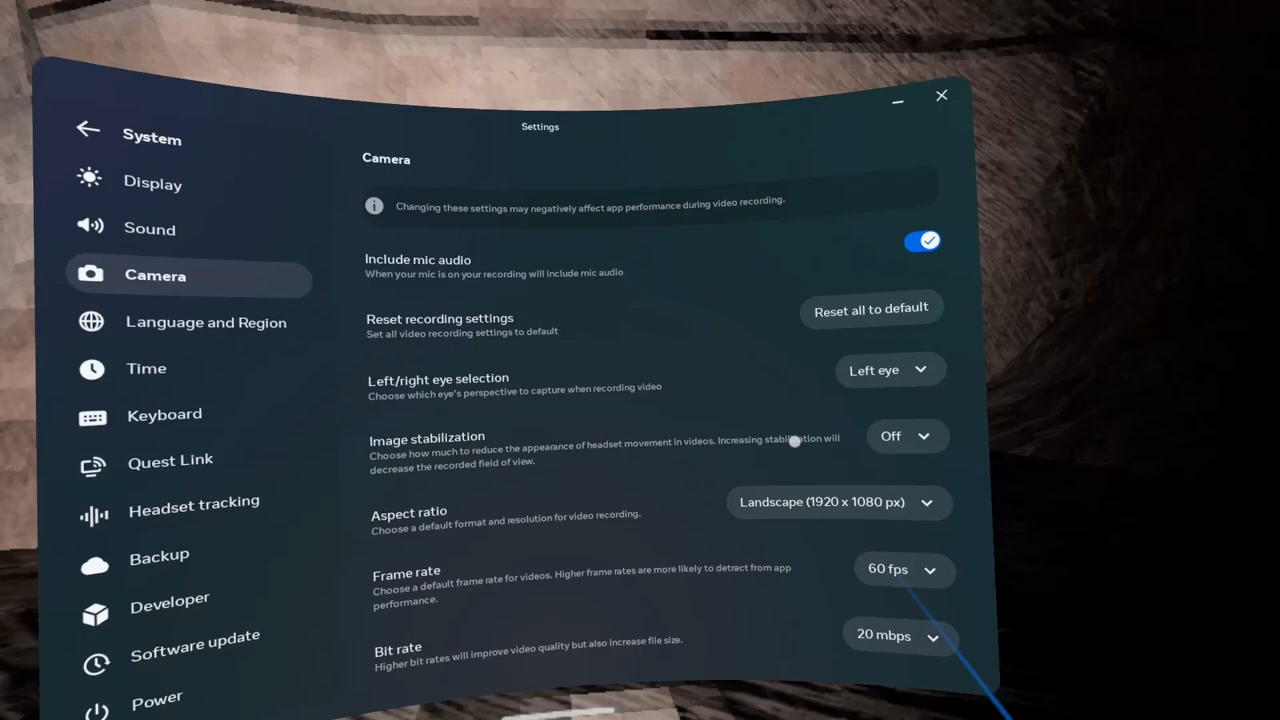 System
Display
Sound
Camera
Language and Region
Time
Keyboard
Quest Link
Headset tracking
Backup
Developer
Software update
Power
Settings
Camera
Changing these settings may negatively affect app performance during video recording.
Include mic audio
When your mic is on your recording will include mic audio
Reset recording settings
Set all video recording settings to default
Reset all to default
Left/right eye selection
Choose which eye's perspective to capture when recording video
Left eye
Image stabilization
Choose how much to reduce the appearance of headset movement in videos. Increasing stabilization will
decrease the recorded field of view.
Off
Aspect ratio
Choose a default format and resolution for video recording.
Landscape (1920 x 1080 px)
Frame rate
Choose a default frame rate for videos. Higher frame rates are more likely to detract from app
performance.
60 fps
Bit rate
Higher bit rates will improve video quality but also increase file size.
20 mbps